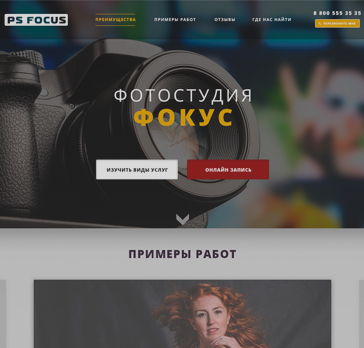 PS FOCUS
ПРЕИМУЩЕСТВА
ПРИМЕРЫ РАБОТ
ОТЗЫВЫ
ГДЕ НАС НАЙТИ
8 800 555 35 35
ФОТОСТУДИЯ
ФОКУС
ИЗУЧИТЬ ВИДЫ УСЛУГ
ОНЛАЙН ЗАПИСЬ
ПРИМЕРЫ РАБОТ